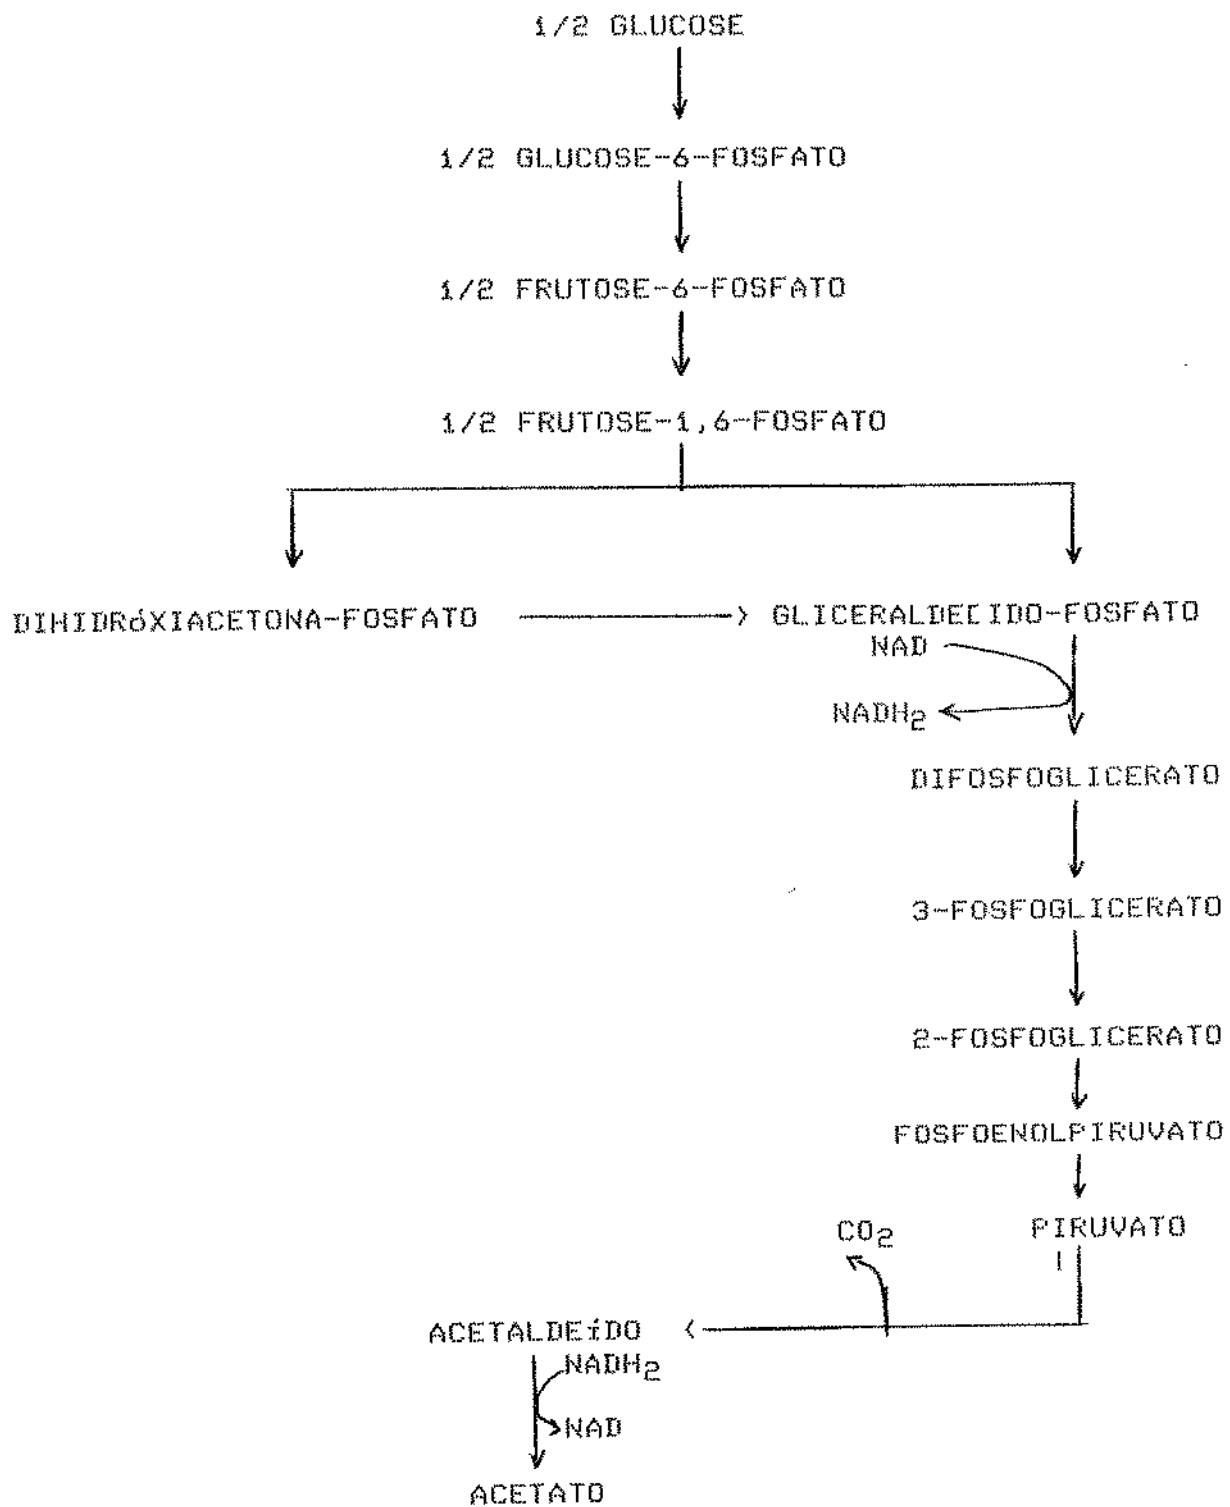 1/2 GLUCOSE
1/2 GLUCOSE-6-FOSFATO
1/2 FRUTOSE-6-FOSFATO
1/2 FRUTOSE-1,6-FOSFATO
DIHIDRóXIACETONA-FOSFATO
GLICERALDEIDO-FOSFATO
NAD
NADH2
DIFOSFOGLICERATO
3-FOSFOGLICERATO
2-FOSFOGLICERATO
FOSFOENOLPIRUVATO
CO2
PIRUVATO
ACETALDEíDO
NADH2
NAD
ACETATO